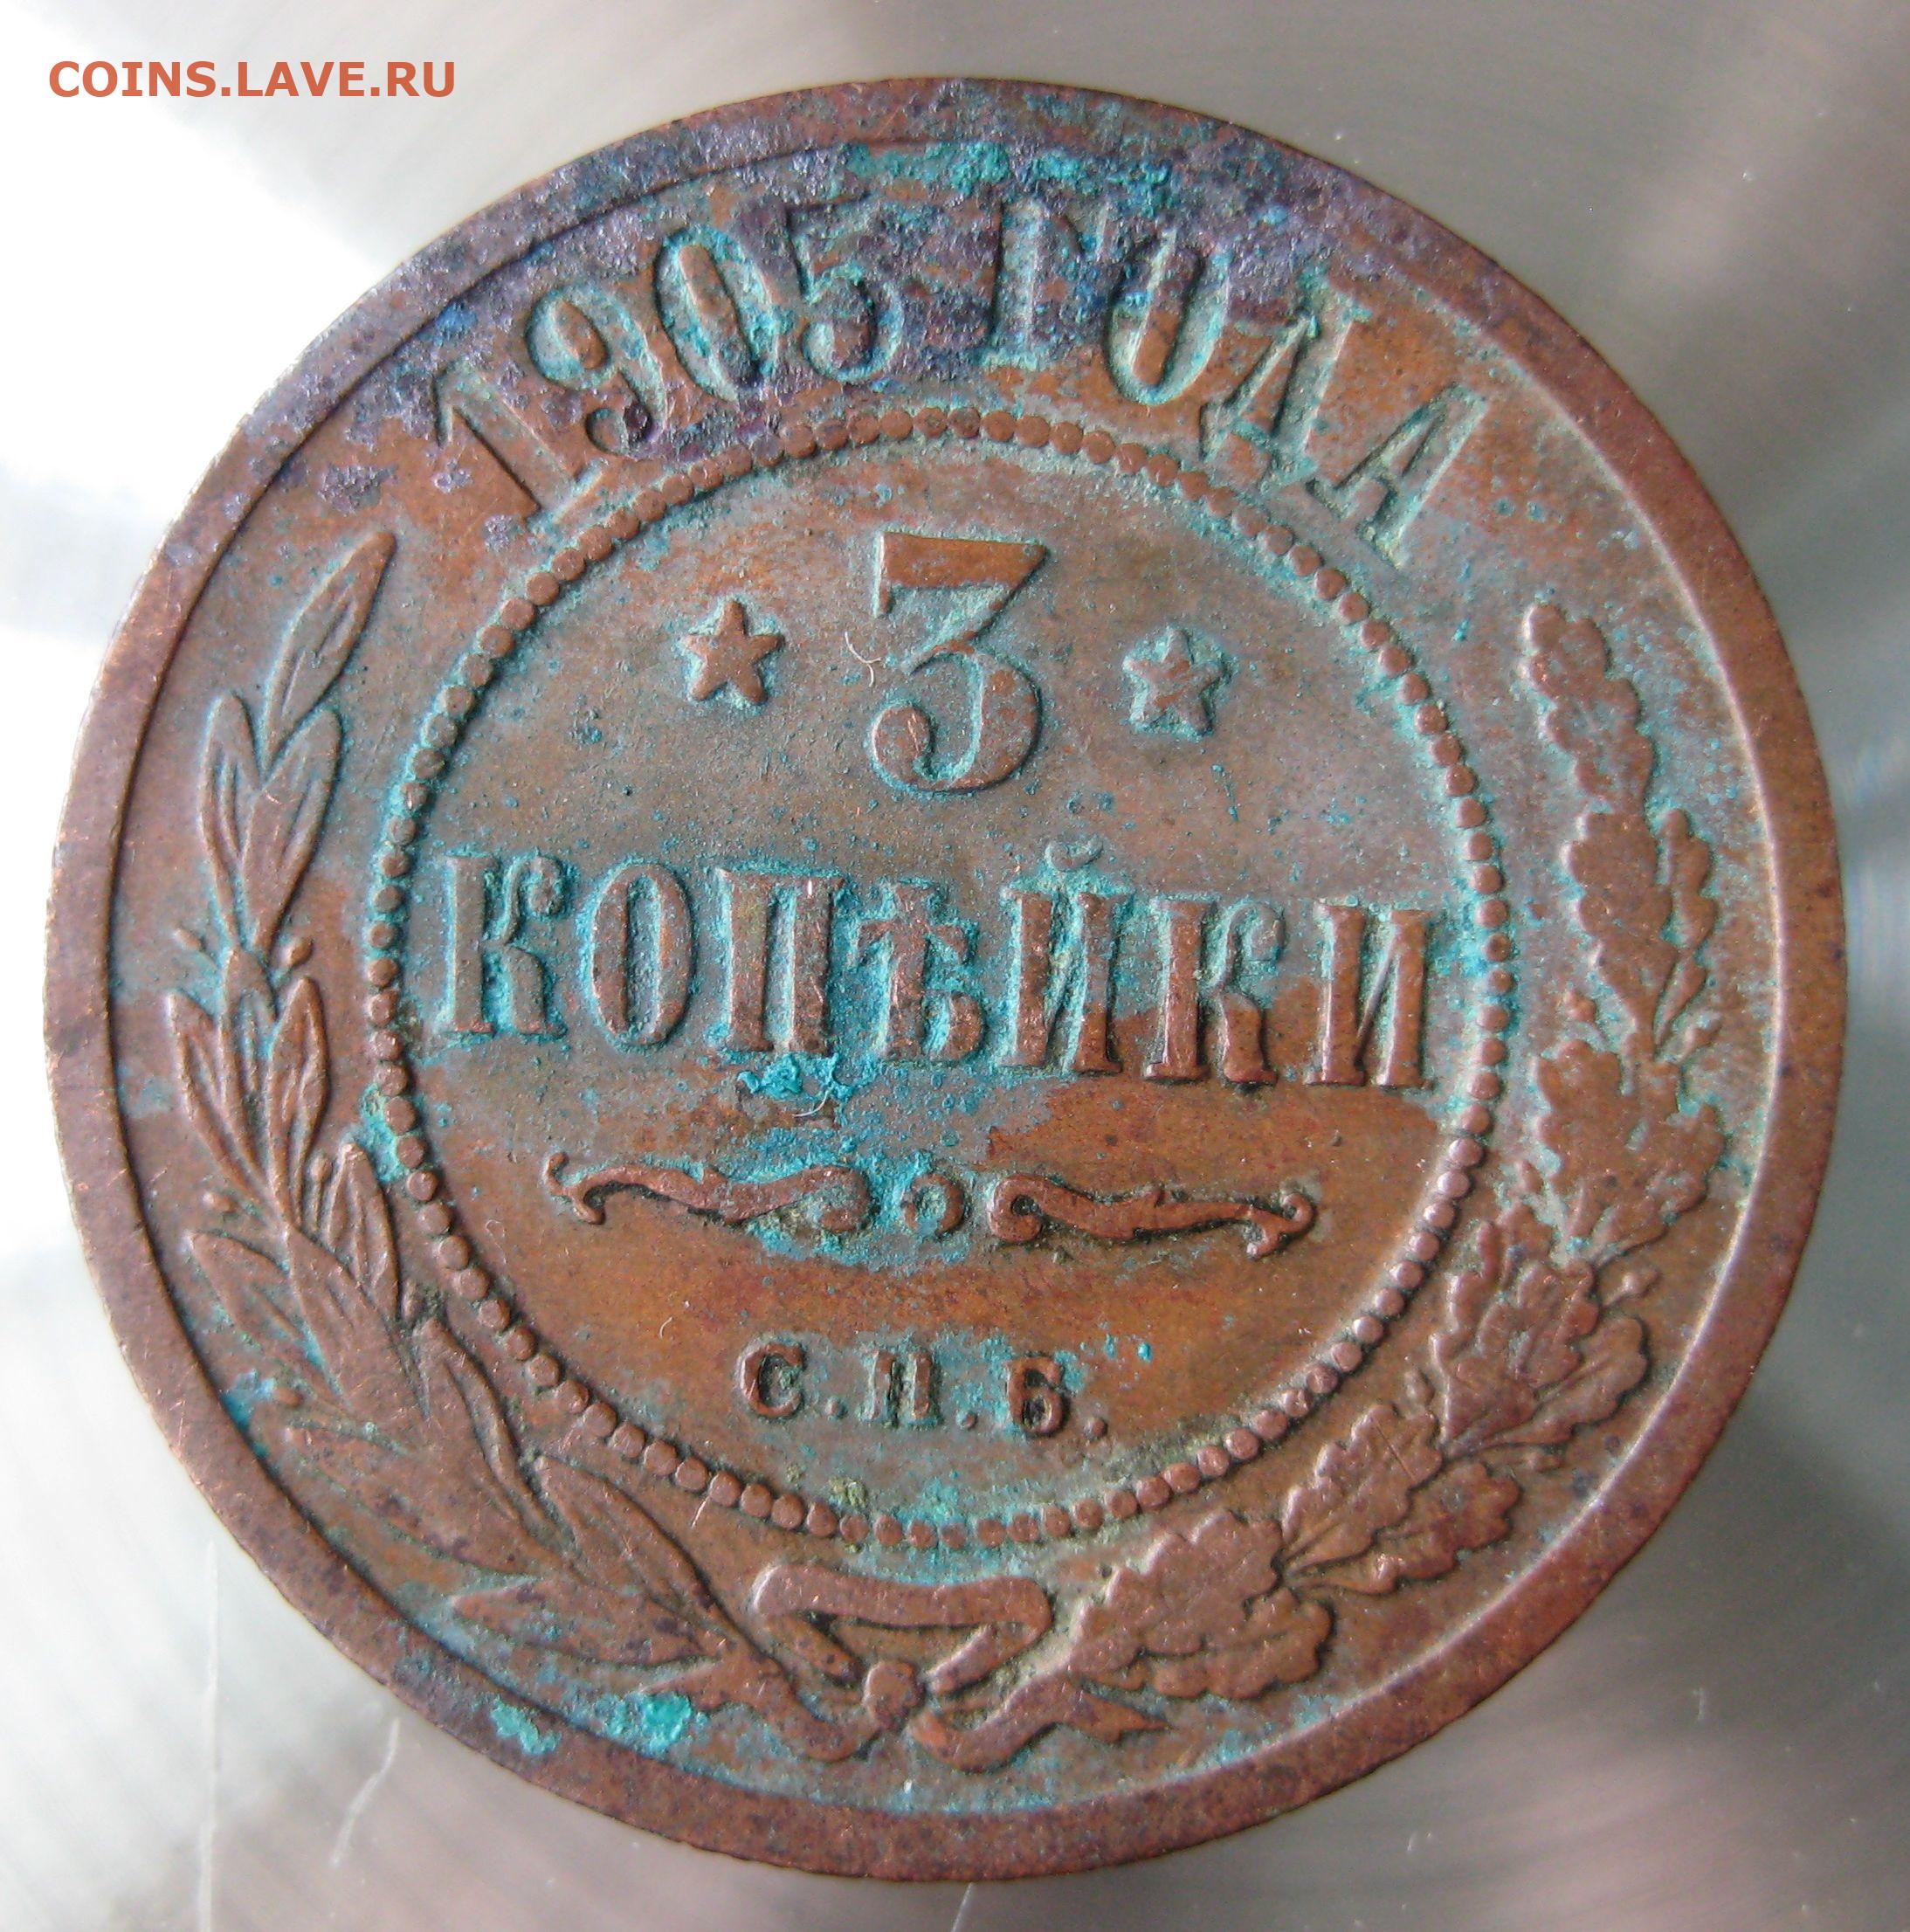 COINS.LAVE.RU
1905 ГОДА
3
КОПѢЙКИ
С.П.Б.